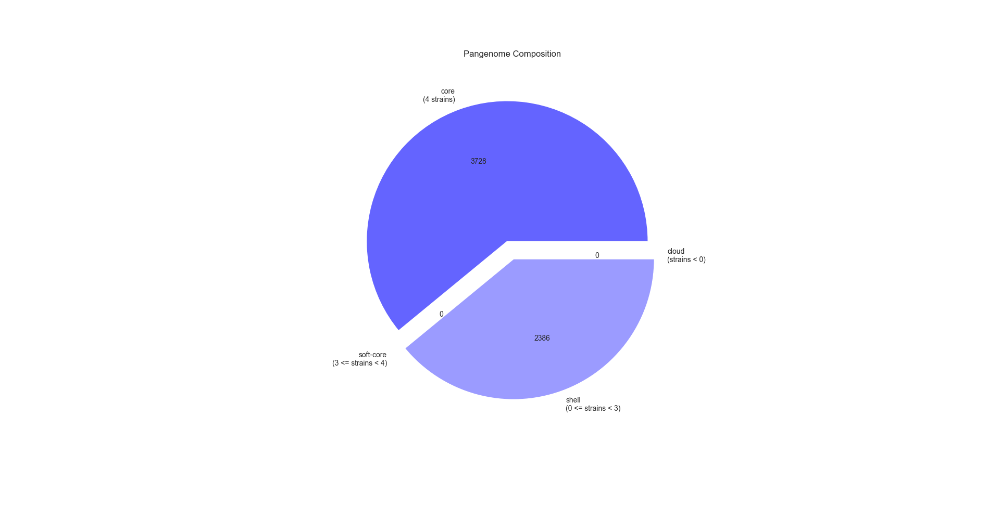 Pangenome Composition
core
(4 strains)
3728
cloud
(strains < 0)
0
0
2386
soft-core
(3 <= strains < 4)
shell
(0 <= strains < 3)